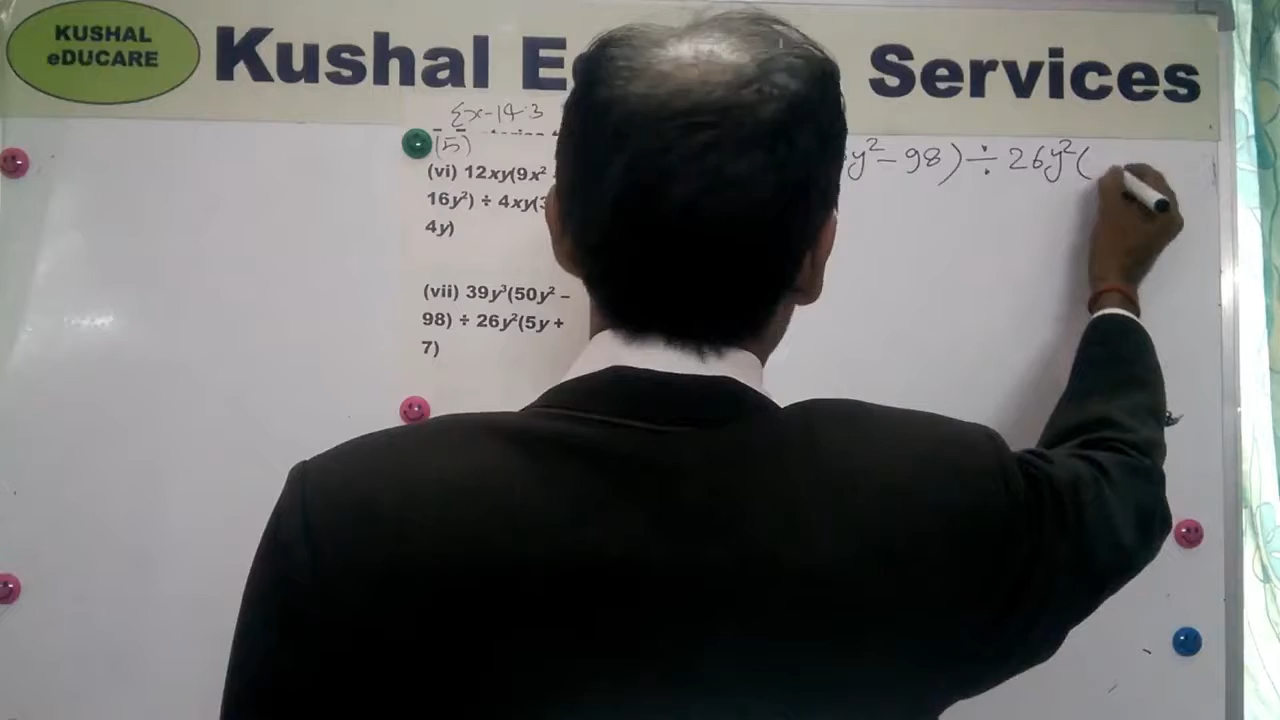 KUSHAL
eDUCARE
Kushal E Services
Ex-14.3
(5)
(vi) 12xy(9x²
16y²) ÷ 4xy(3
4y)
(vii) 39y³(50y² –
98) ÷ 26y²(5y +
7)
y² – 98) ÷ 26y²(